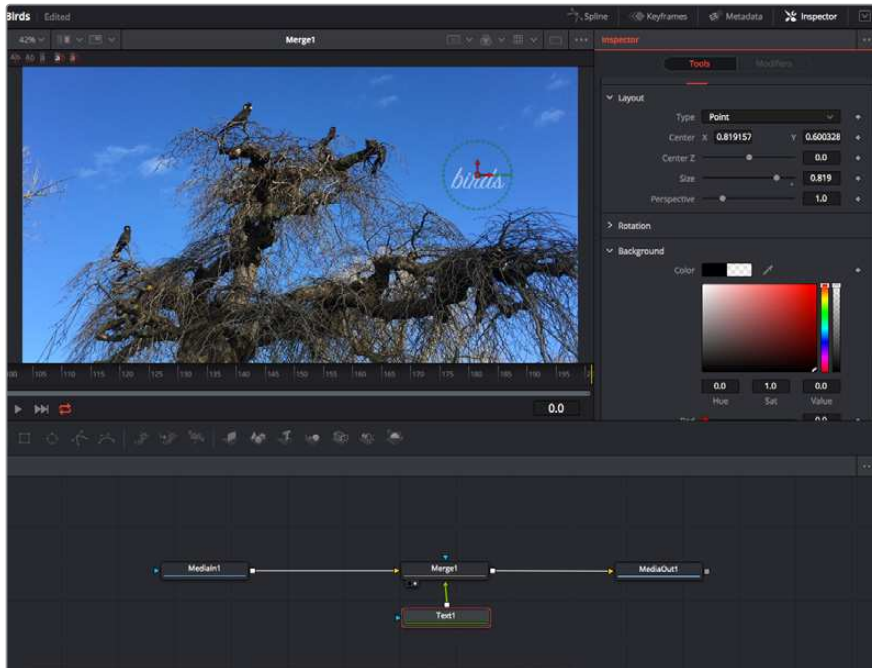 Birds Edited Spline Keyframes Metadata Inspector
42% Merge1 Inspector
Tools Modifiers
Layout
Type Point
Center X 0.819157 Y 0.600328
Center Z 0.0
Size 0.819
Perspective 1.0
Rotation
Background
Color
birds
105 110 115 120 125 130 135 140 145 150 155 160 165 170 175 180 185 190 195
0.0
0.0 1.0 0.0
Hue Sat Value
MediaIn1 Merge1 MediaOut1
Text1